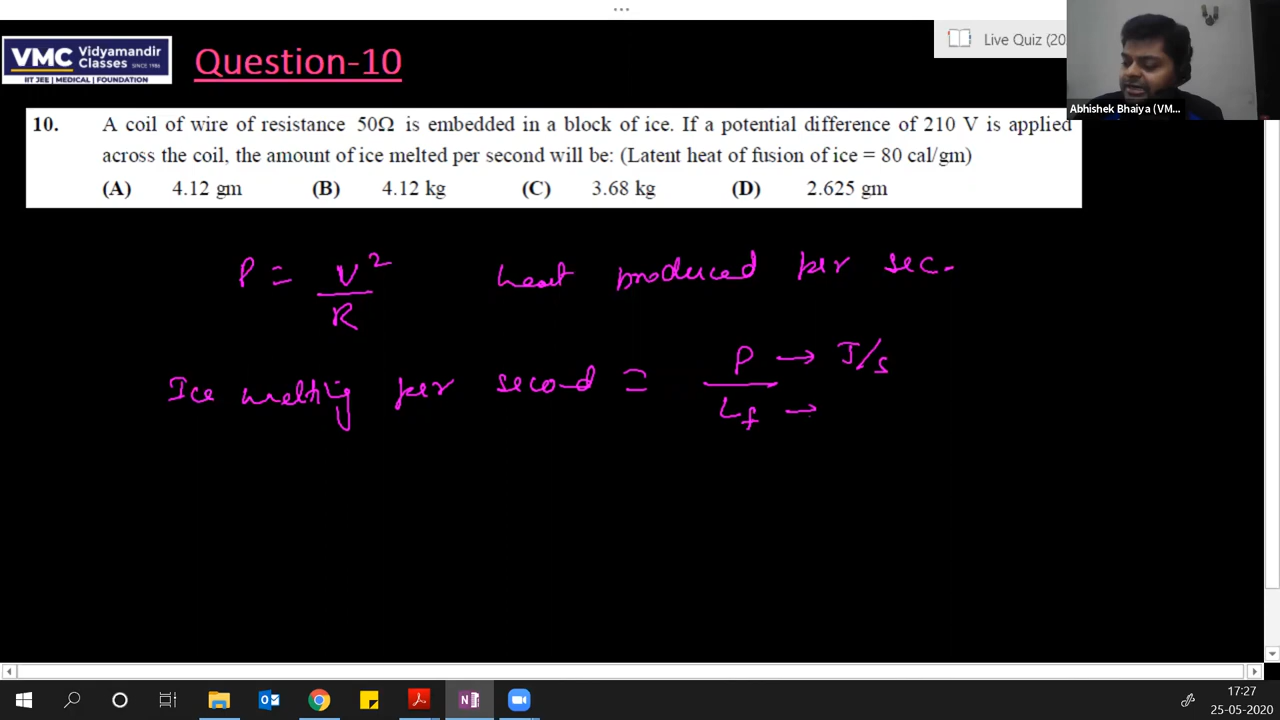 VMC Vidyamandir Classes SINCE 1986
IIT JEE | MEDICAL | FOUNDATION
Question-10
Live Quiz (20
Abhishek Bhaiya (VM...
10. A coil of wire of resistance 50Ω is embedded in a block of ice. If a potential difference of 210 V is applied
across the coil, the amount of ice melted per second will be: (Latent heat of fusion of ice = 80 cal/gm)
(A) 4.12 gm (B) 4.12 kg (C) 3.68 kg (D) 2.625 gm
P = V²/R heat produced per sec.
Ice melting per second = P → J/s
L_f →
17:27
25-05-2020